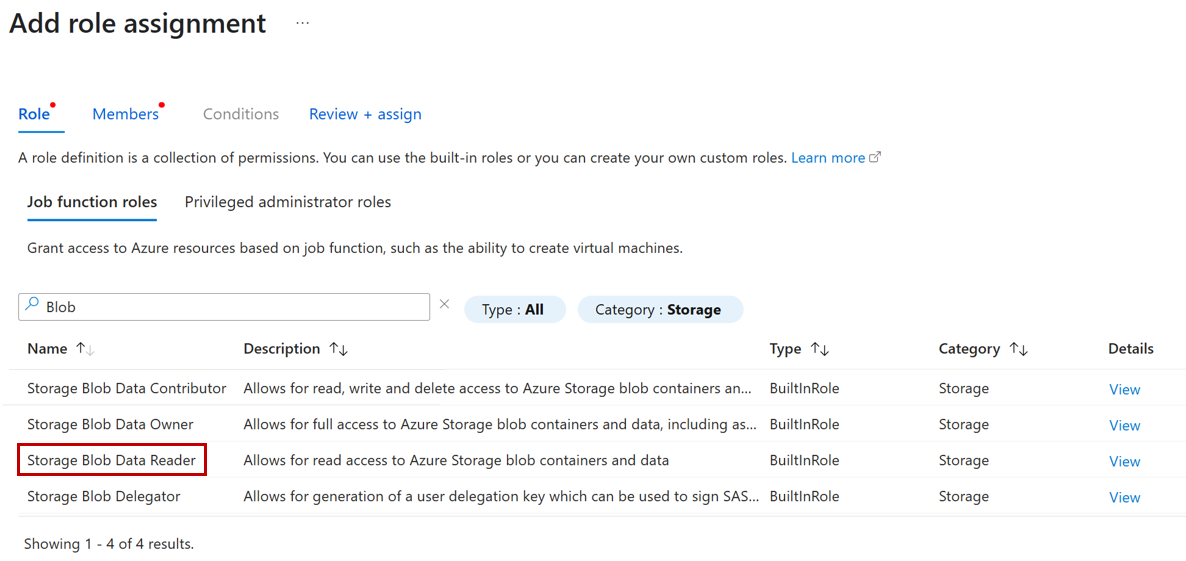 Add role assignment ...
Role Members Conditions Review + assign
A role definition is a collection of permissions. You can use the built-in roles or you can create your own custom roles. Learn more
Job function roles Privileged administrator roles
Grant access to Azure resources based on job function, such as the ability to create virtual machines.
Blob Type : All Category : Storage
Name ↑↓ Description ↑↓ Type ↑↓ Category ↑↓ Details
Storage Blob Data Contributor Allows for read, write and delete access to Azure Storage blob containers an... BuiltInRole Storage View
Storage Blob Data Owner Allows for full access to Azure Storage blob containers and data, including as... BuiltInRole Storage View
Storage Blob Data Reader Allows for read access to Azure Storage blob containers and data BuiltInRole Storage View
Storage Blob Delegator Allows for generation of a user delegation key which can be used to sign SAS... BuiltInRole Storage View
Showing 1 - 4 of 4 results.